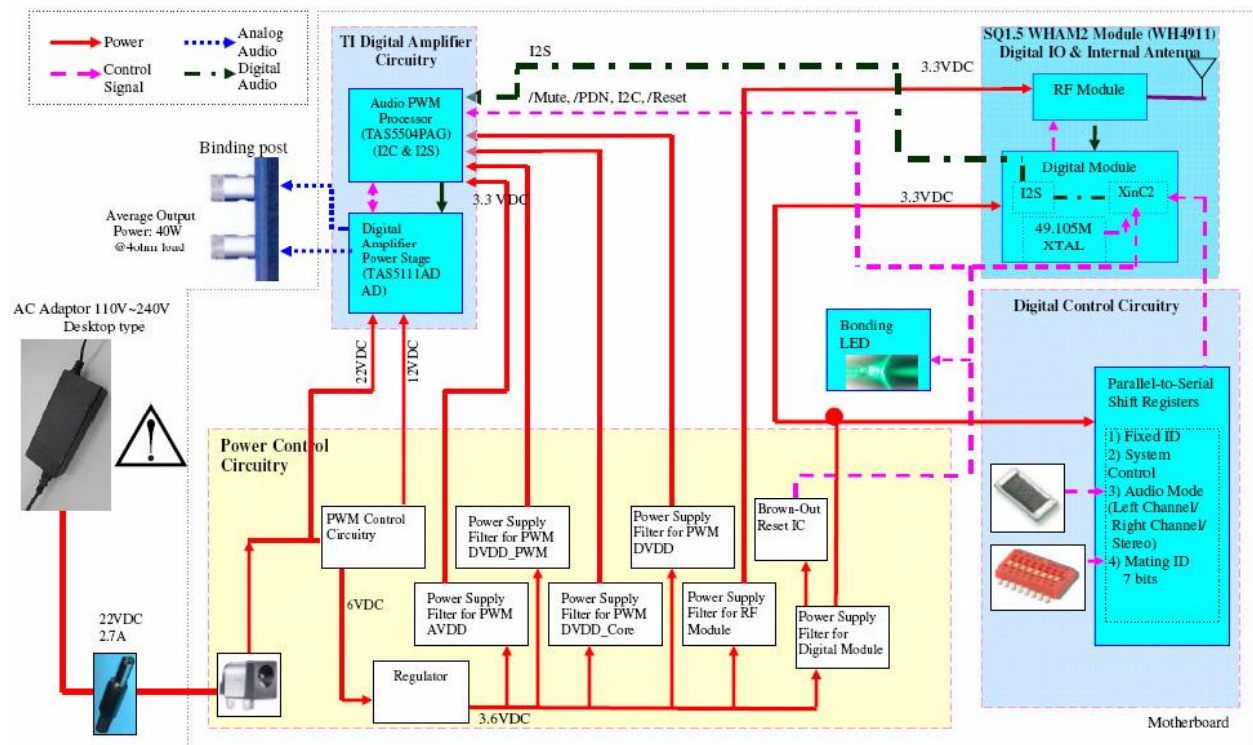 Power
Control
Signal
Analog
Audio
Digital
Audio
TI Digital Amplifier
Circuitry
Audio PWM
Processor
(TAS5504PAG)
(I2C & I2S)
Digital
Amplifier
Power Stage
(TAS5111AD
AD)
I2S
/Mute, /PDN, I2C, /Reset
3.3 VDC
3.3VDC
3.3VDC
SQ1.5 WHAM2 Module (WH4911)
Digital IO & Internal Antenna
RF Module
Digital Module
I2S
XinC2
49.105M
XTAL
Binding post
Average Output
Power: 40W
@4ohm load
AC Adaptor 110V~240V
Desktop type
22VDC
12VDC
Bonding
LED
Digital Control Circuitry
Parallel-to-Serial
Shift Registers
1) Fixed ID
2) System
Control
3) Audio Mode
(Left Channel/
Right Channel/
Stereo)
4) Mating ID
7 bits
Power Control
Circuitry
PWM Control
Circuitry
Power Supply
Filter for PWM
DVDD_PWM
Power Supply
Filter for PWM
DVDD
Brown-Out
Reset IC
6VDC
Power Supply
Filter for PWM
AVDD
Power Supply
Filter for PWM
DVDD_Core
Power Supply
Filter for RF
Module
Power Supply
Filter for
Digital Module
22VDC
2.7A
Regulator
3.6VDC
Motherboard